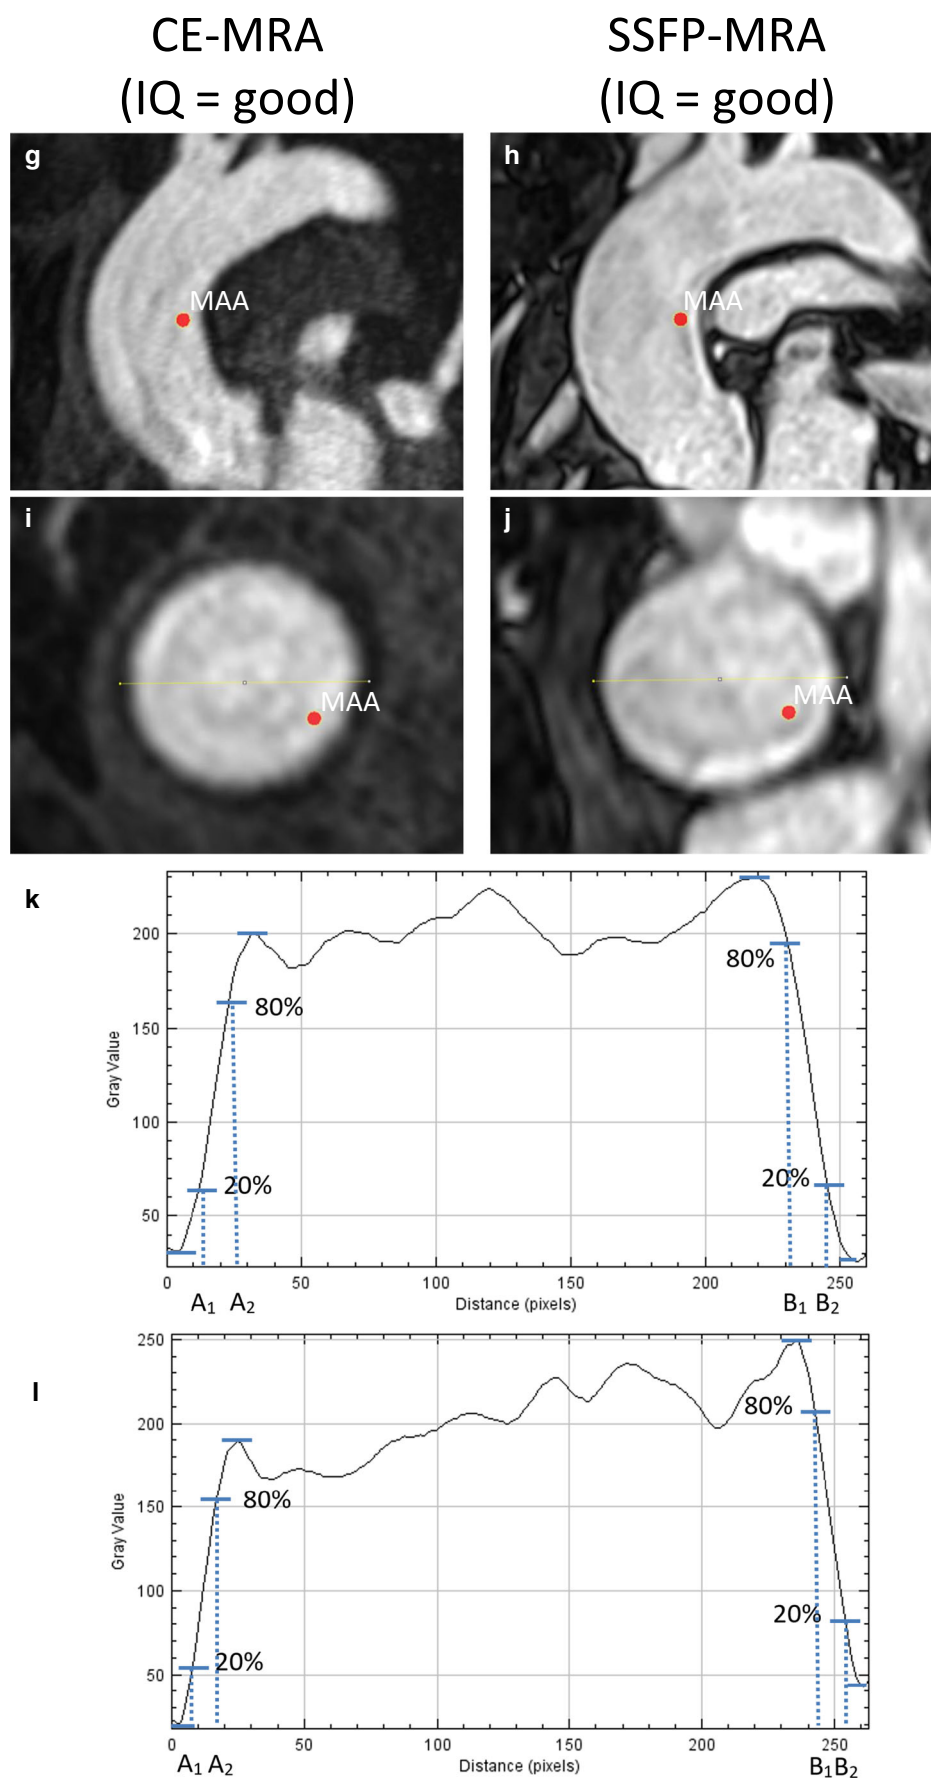 CE-MRA SSFP-MRA
(IQ = good) (IQ = good)
g h
MAA MAA
i j
MAA MAA
k
200
150
100
50
Gray Value
80%
20%
80%
20%
0 50 100 150 200 250
A1 A2 Distance (pixels) B1 B2
l
250
200
150
100
50
Gray Value
80%
20%
80%
20%
0 50 100 150 200 250
A1 A2 Distance (pixels) B1 B2